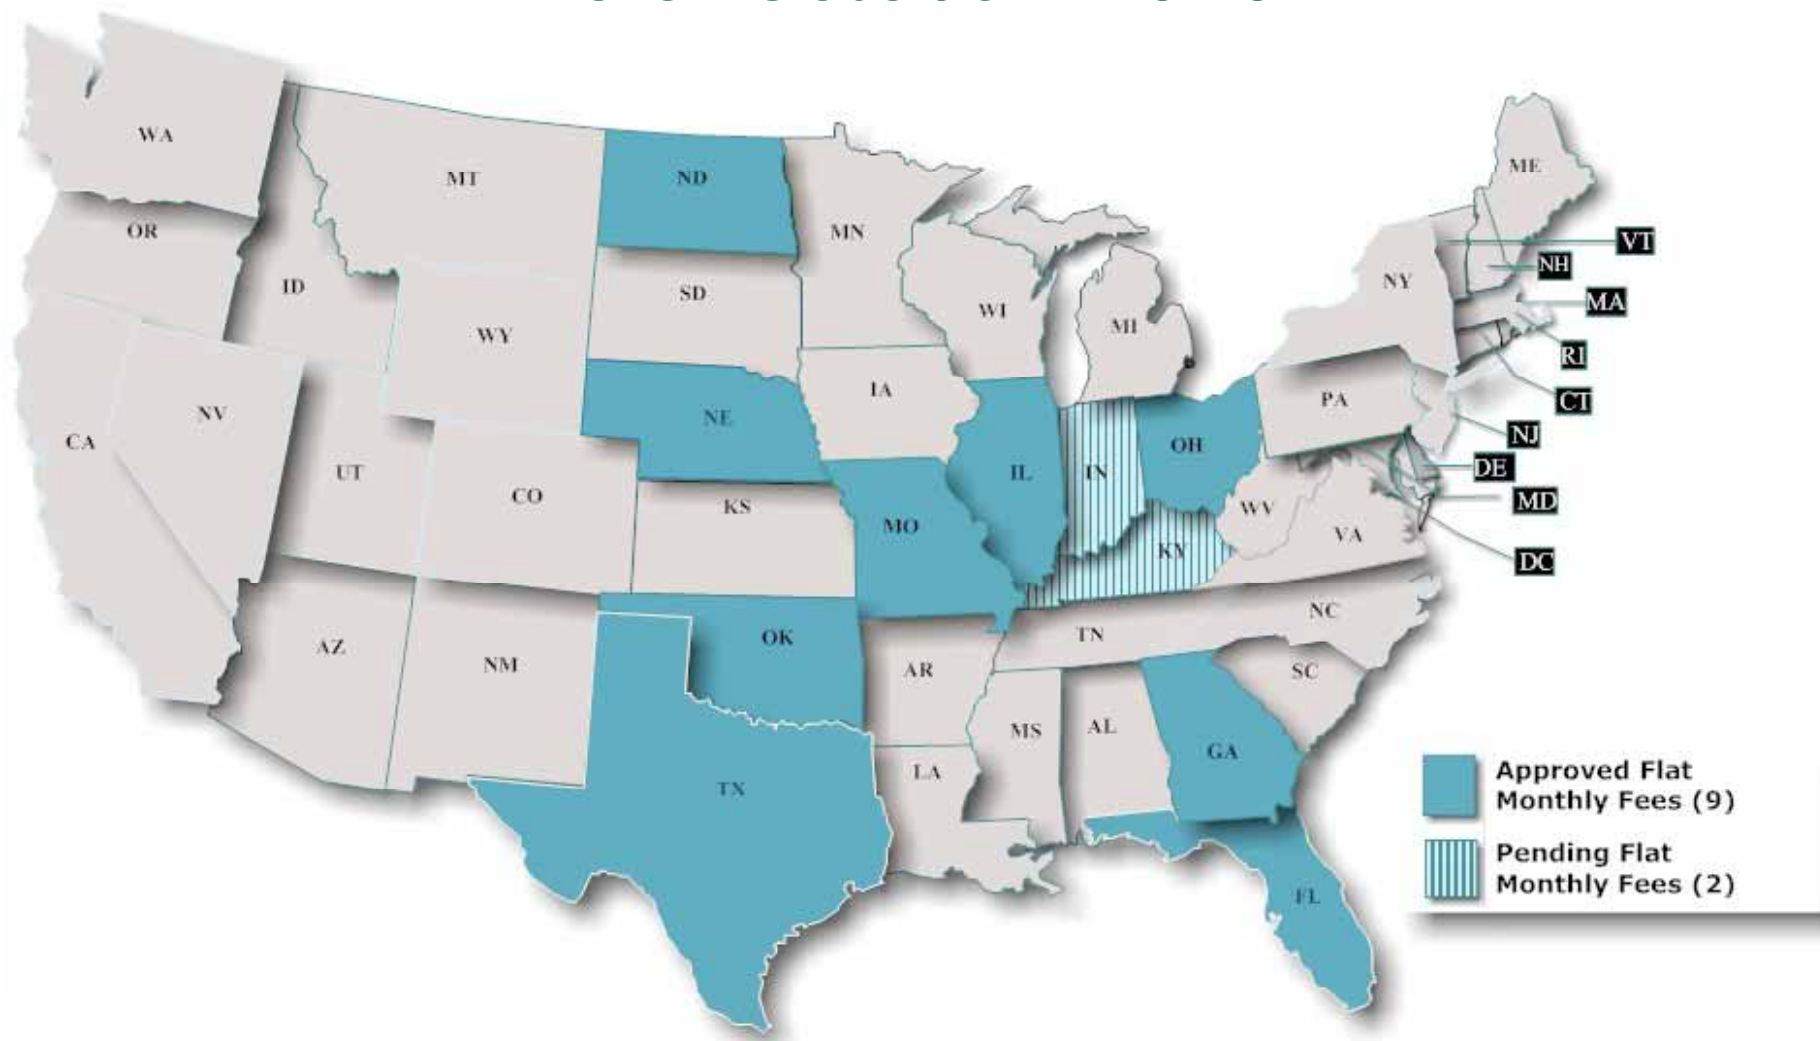 WA
MT
ND
MN
OR
ID
SD
WI
MI
NY
ME
VT
NH
MA
RI
CT
NJ
DE
MD
DC
WY
NV
CA
UT
CO
NE
IA
IL
IN
OH
PA
WV
VA
KS
MO
KY
AZ
NM
OK
AR
TN
NC
SC
MS
AL
GA
LA
TX
FL
Approved Flat
Monthly Fees (9)
Pending Flat
Monthly Fees (2)